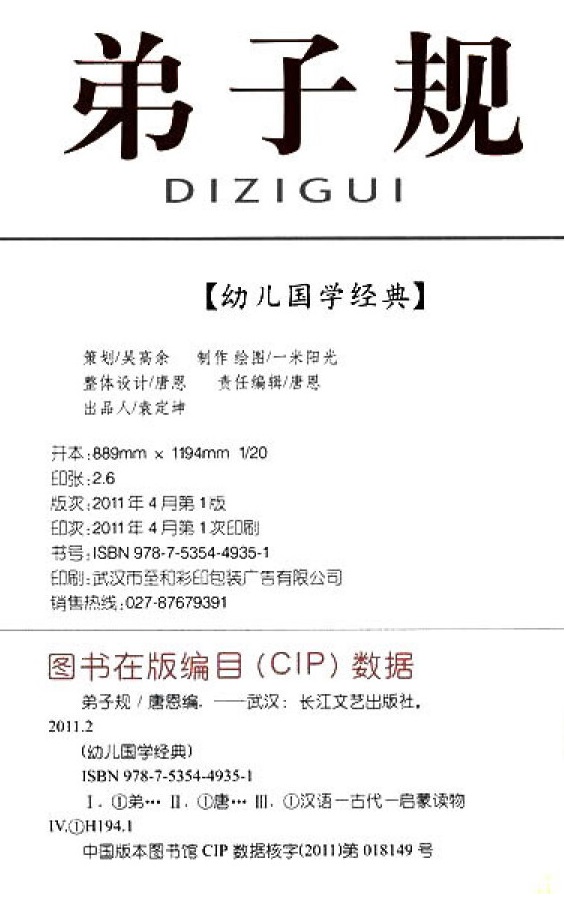 弟子规
DIZIGUI
【幼儿国学经典】
策划/吴高余 制作 绘图/一米阳光
整体设计/唐恩 责任编辑/唐恩
出品人/袁定坤
开本:889mm × 1194mm 1/20
印张:2.6
版次:2011年4月第1版
印次:2011年4月第1次印刷
书号:ISBN 978-7-5354-4935-1
印刷:武汉市至和彩印包装广告有限公司
销售热线:027-87679391
图书在版编目(CIP)数据
弟子规 / 唐恩编. ——武汉: 长江文艺出版社,
2011.2
(幼儿国学经典)
ISBN 978-7-5354-4935-1
Ⅰ. ①弟… Ⅱ. ①唐… Ⅲ. ①汉语—古代—启蒙读物
Ⅳ.①H194.1
中国版本图书馆 CIP 数据核字(2011)第 018149 号